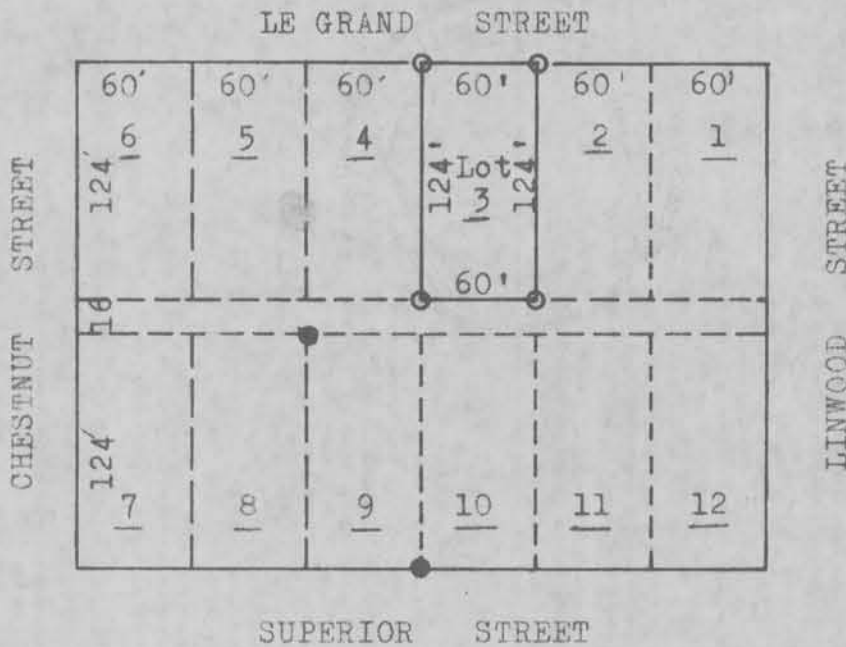 LE GRAND STREET
60' 60' 60' 60' 60' 60'
6 5 4 Lot 3 2 1
124' 124' 124'
60'
CHESTNUT STREET
LINWOOD STREET
16
124'
7 8 9 10 11 12
SUPERIOR STREET